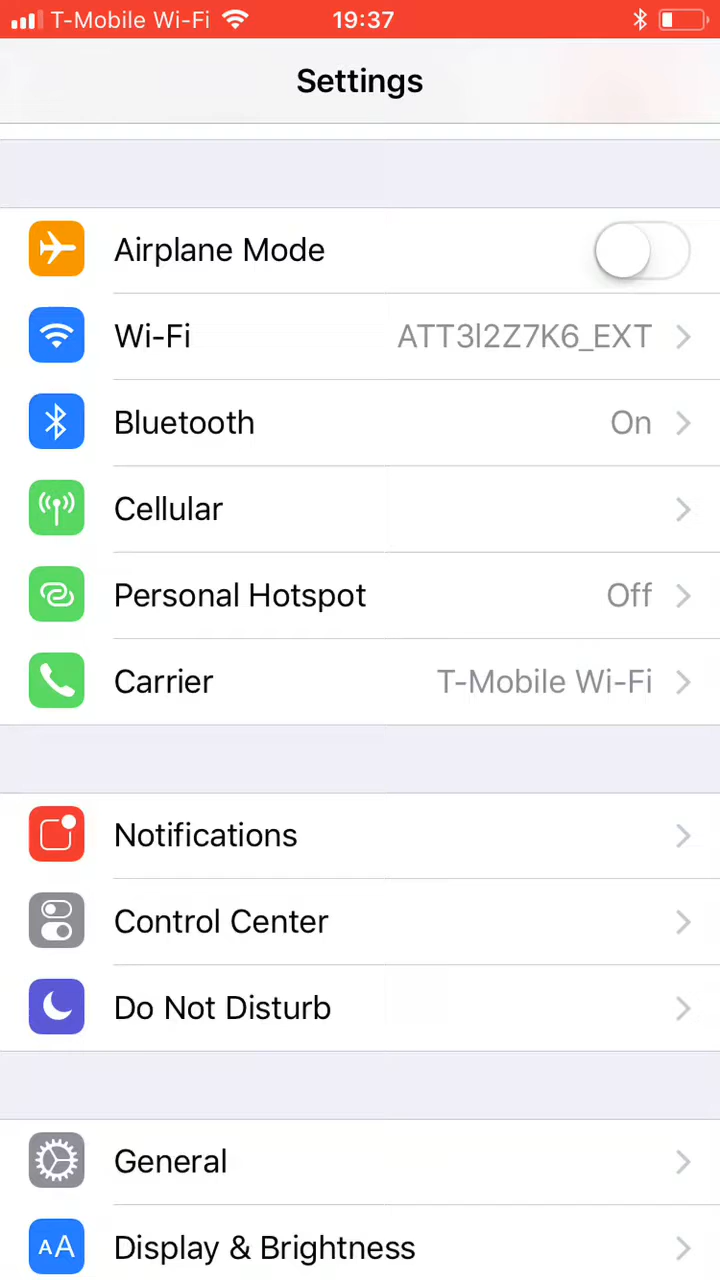 T-Mobile Wi-Fi 19:37
Settings
Airplane Mode
Wi-Fi ATT3l2Z7K6_EXT
Bluetooth On
Cellular
Personal Hotspot Off
Carrier T-Mobile Wi-Fi
Notifications
Control Center
Do Not Disturb
General
AA Display & Brightness